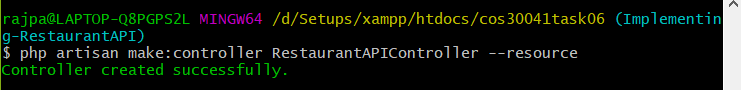 rajpa@LAPTOP-Q8PGPS2L MINGW64 /d/Setups/xampp/htdocs/cos30041task06 (Implementin
g-RestaurantAPI)
$ php artisan make:controller RestaurantAPIController --resource
Controller created successfully.